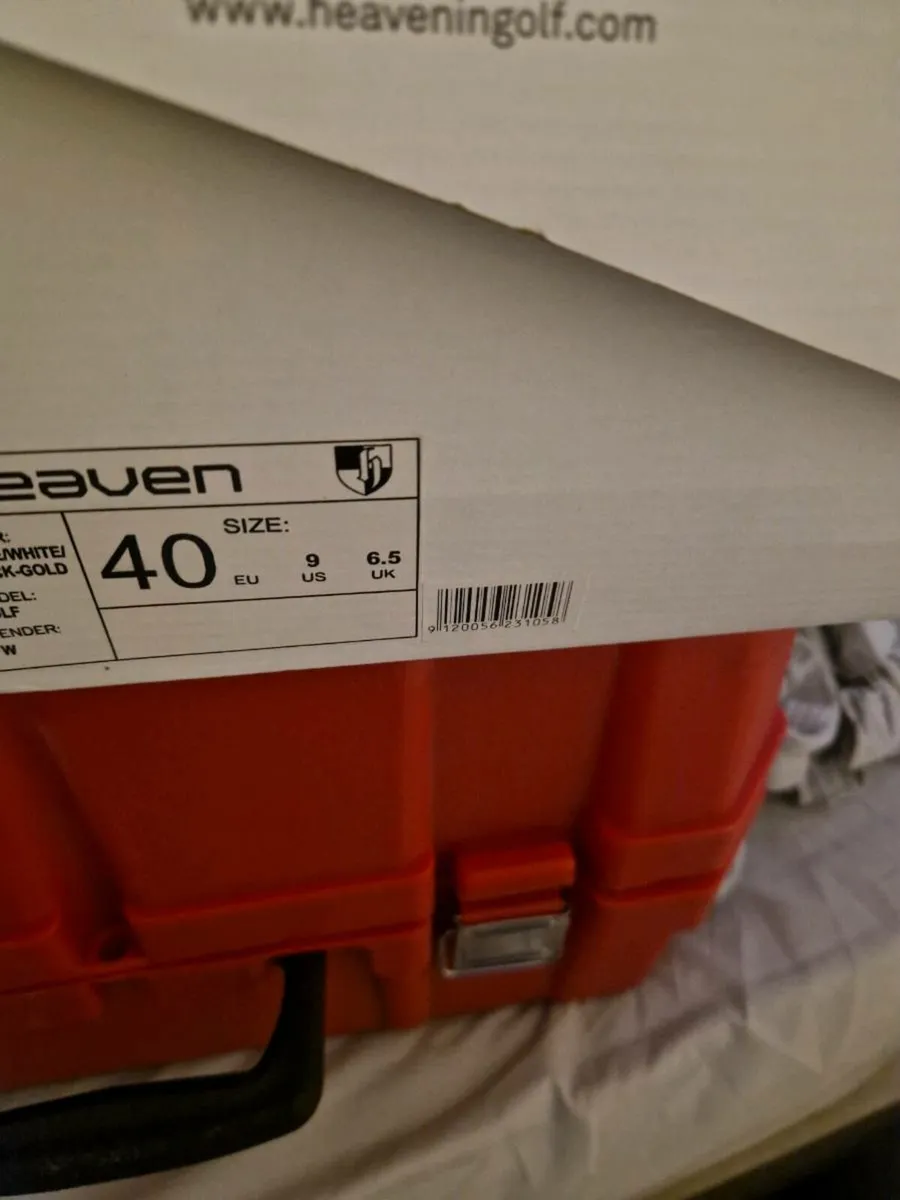 www.heaveningolf.com
eaven
R:
E/WHITE/
CK-GOLD
DEL:
LF
ENDER:
W
SIZE:
40 EU
9 US
6.5 UK
9 120056 231058